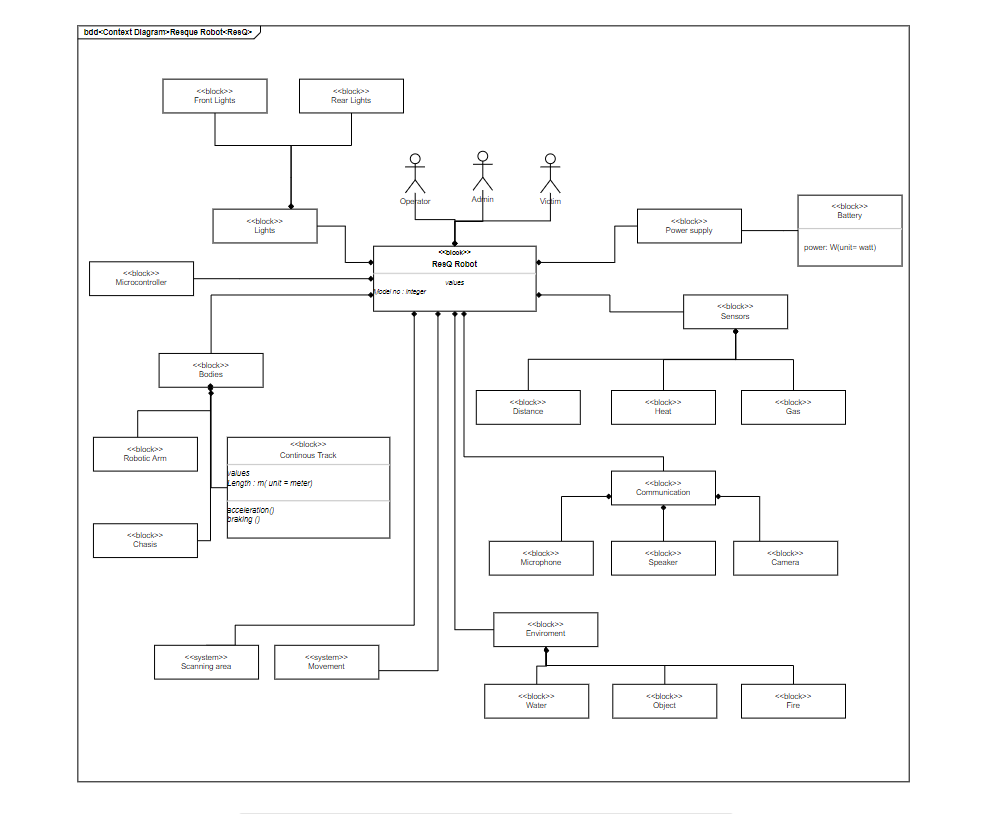 bdd<Context Diagram>Resque Robot<ResQ>
<<block>>
Front Lights
<<block>>
Rear Lights
Operator
Admin
Victim
<<block>>
Lights
<<block>>
Power supply
<<block>>
Battery
power: W(unit= watt)
<<block>>
ResQ Robot
values
Model no : Integer
<<block>>
Microcontroller
<<block>>
Sensors
<<block>>
Bodies
<<block>>
Distance
<<block>>
Heat
<<block>>
Gas
<<block>>
Robotic Arm
<<block>>
Continous Track
values
Length : m( unit = meter)
acceleration()
braking ()
<<block>>
Communication
<<block>>
Chasis
<<block>>
Microphone
<<block>>
Speaker
<<block>>
Camera
<<block>>
Enviroment
<<system>>
Scanning area
<<system>>
Movement
<<block>>
Water
<<block>>
Object
<<block>>
Fire